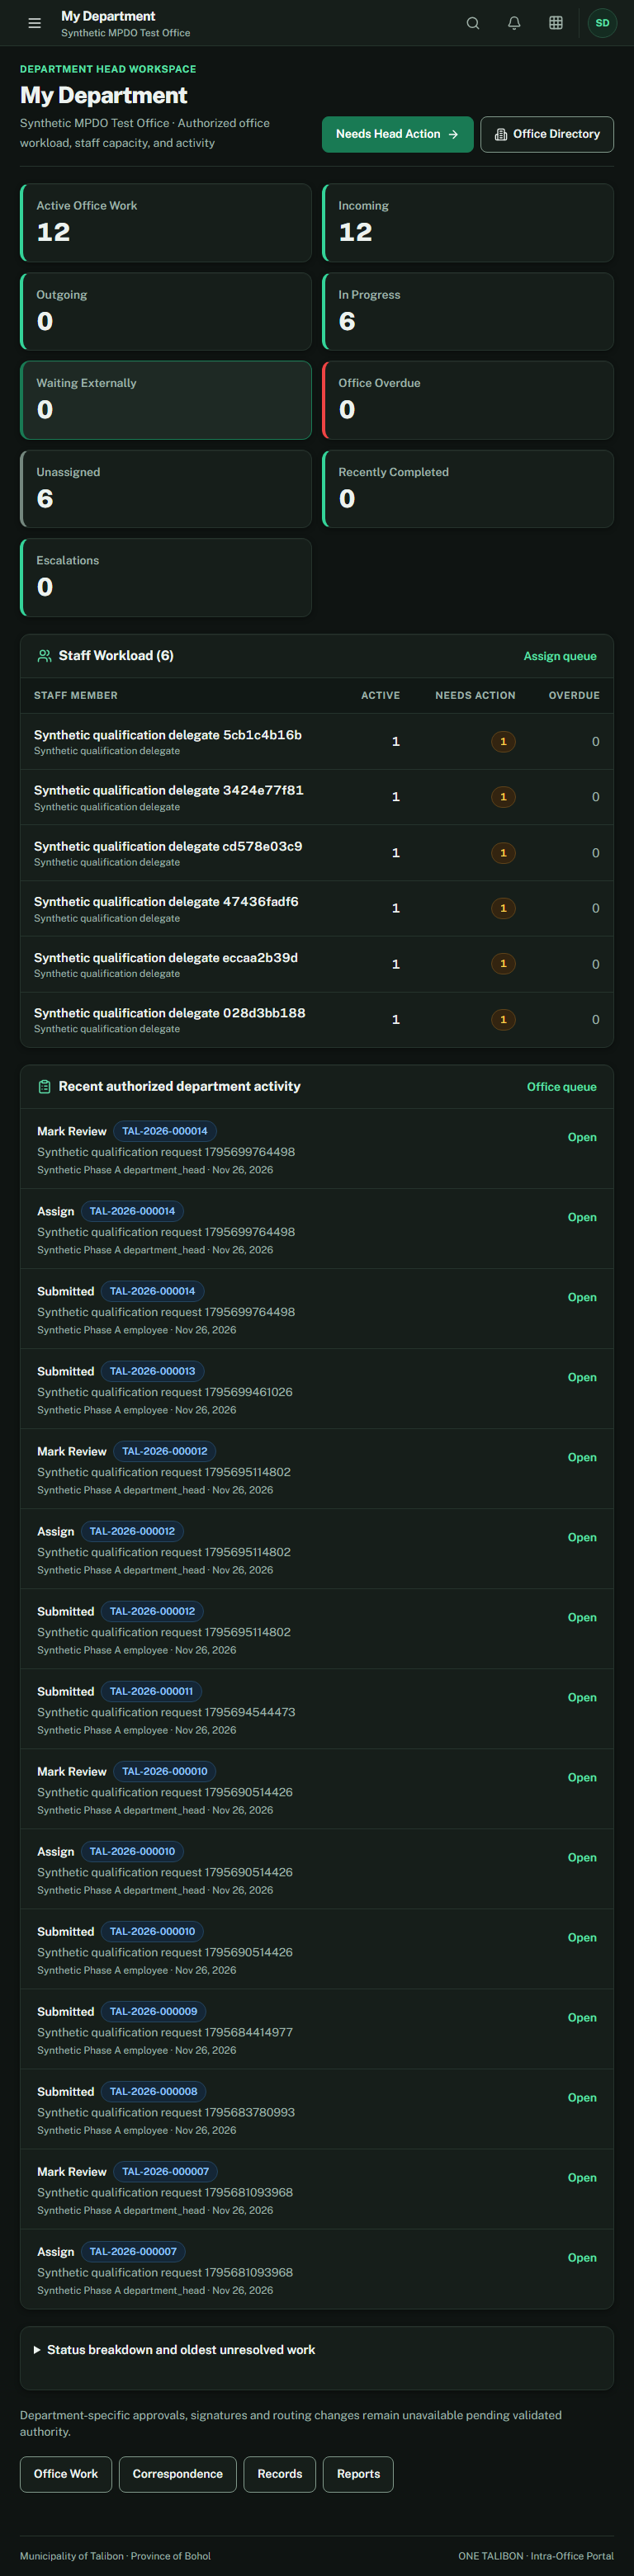 My Department
Synthetic MPDO Test Office
SD
DEPARTMENT HEAD WORKSPACE
My Department
Synthetic MPDO Test Office · Authorized office
workload, staff capacity, and activity
Needs Head Action →
Office Directory
Active Office Work
12
Incoming
12
Outgoing
0
In Progress
6
Waiting Externally
0
Office Overdue
0
Unassigned
6
Recently Completed
0
Escalations
0
Staff Workload (6)
Assign queue
STAFF MEMBER ACTIVE NEEDS ACTION OVERDUE
Synthetic qualification delegate 5cb1c4b16b 1 1 0
Synthetic qualification delegate
Synthetic qualification delegate 3424e77f81 1 1 0
Synthetic qualification delegate
Synthetic qualification delegate cd578e03c9 1 1 0
Synthetic qualification delegate
Synthetic qualification delegate 47436fadf6 1 1 0
Synthetic qualification delegate
Synthetic qualification delegate eccaa2b39d 1 1 0
Synthetic qualification delegate
Synthetic qualification delegate 028d3bb188 1 1 0
Synthetic qualification delegate
Recent authorized department activity
Office queue
Mark Review TAL-2026-000014 Open
Synthetic qualification request 1795699764498
Synthetic Phase A department_head · Nov 26, 2026
Assign TAL-2026-000014 Open
Synthetic qualification request 1795699764498
Synthetic Phase A department_head · Nov 26, 2026
Submitted TAL-2026-000014 Open
Synthetic qualification request 1795699764498
Synthetic Phase A employee · Nov 26, 2026
Submitted TAL-2026-000013 Open
Synthetic qualification request 1795699461026
Synthetic Phase A employee · Nov 26, 2026
Mark Review TAL-2026-000012 Open
Synthetic qualification request 1795695114802
Synthetic Phase A department_head · Nov 26, 2026
Assign TAL-2026-000012 Open
Synthetic qualification request 1795695114802
Synthetic Phase A department_head · Nov 26, 2026
Submitted TAL-2026-000012 Open
Synthetic qualification request 1795695114802
Synthetic Phase A employee · Nov 26, 2026
Submitted TAL-2026-000011 Open
Synthetic qualification request 1795694544473
Synthetic Phase A employee · Nov 26, 2026
Mark Review TAL-2026-000010 Open
Synthetic qualification request 1795690514426
Synthetic Phase A department_head · Nov 26, 2026
Assign TAL-2026-000010 Open
Synthetic qualification request 1795690514426
Synthetic Phase A department_head · Nov 26, 2026
Submitted TAL-2026-000010 Open
Synthetic qualification request 1795690514426
Synthetic Phase A employee · Nov 26, 2026
Submitted TAL-2026-000009 Open
Synthetic qualification request 1795684414977
Synthetic Phase A employee · Nov 26, 2026
Submitted TAL-2026-000008 Open
Synthetic qualification request 1795683780993
Synthetic Phase A employee · Nov 26, 2026
Mark Review TAL-2026-000007 Open
Synthetic qualification request 1795681093968
Synthetic Phase A department_head · Nov 26, 2026
Assign TAL-2026-000007 Open
Synthetic qualification request 1795681093968
Synthetic Phase A department_head · Nov 26, 2026
Status breakdown and oldest unresolved work
Department-specific approvals, signatures and routing changes remain unavailable pending validated
authority.
Office Work
Correspondence
Records
Reports
Municipality of Talibon · Province of Bohol
ONE TALIBON · Intra-Office Portal